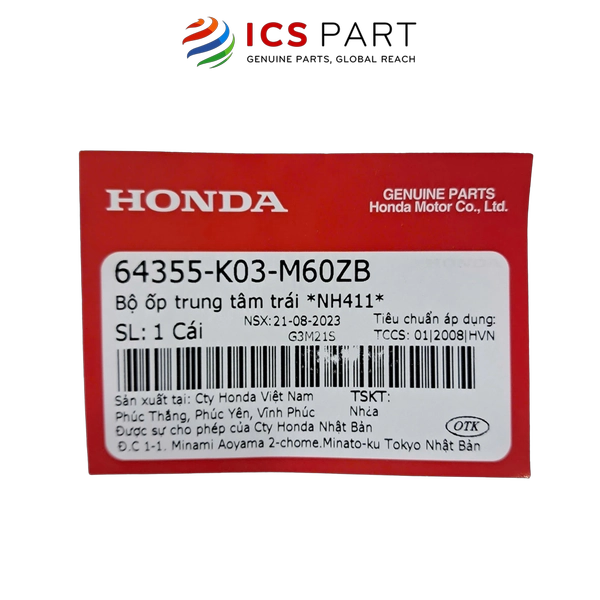 ICS PART
GENUINE PARTS, GLOBAL REACH
HONDA
GENUINE PARTS
Honda Motor Co., Ltd.
64355-K03-M60ZB
Bộ ốp trung tâm trái *NH411*
SL: 1 Cái
NSX:21-08-2023
G3M21S
Tiêu chuẩn áp dụng:
TCCS: 01|2008|HVN
Sản xuất tại: Cty Honda Việt Nam
Phúc Thắng, Phúc Yên, Vĩnh Phúc
TSKT:
Nhựa
Được sự cho phép của Cty Honda Nhật Bản
Đ.C 1-1. Minami Aoyama 2-chome.Minato-ku Tokyo Nhật Bản
OTK